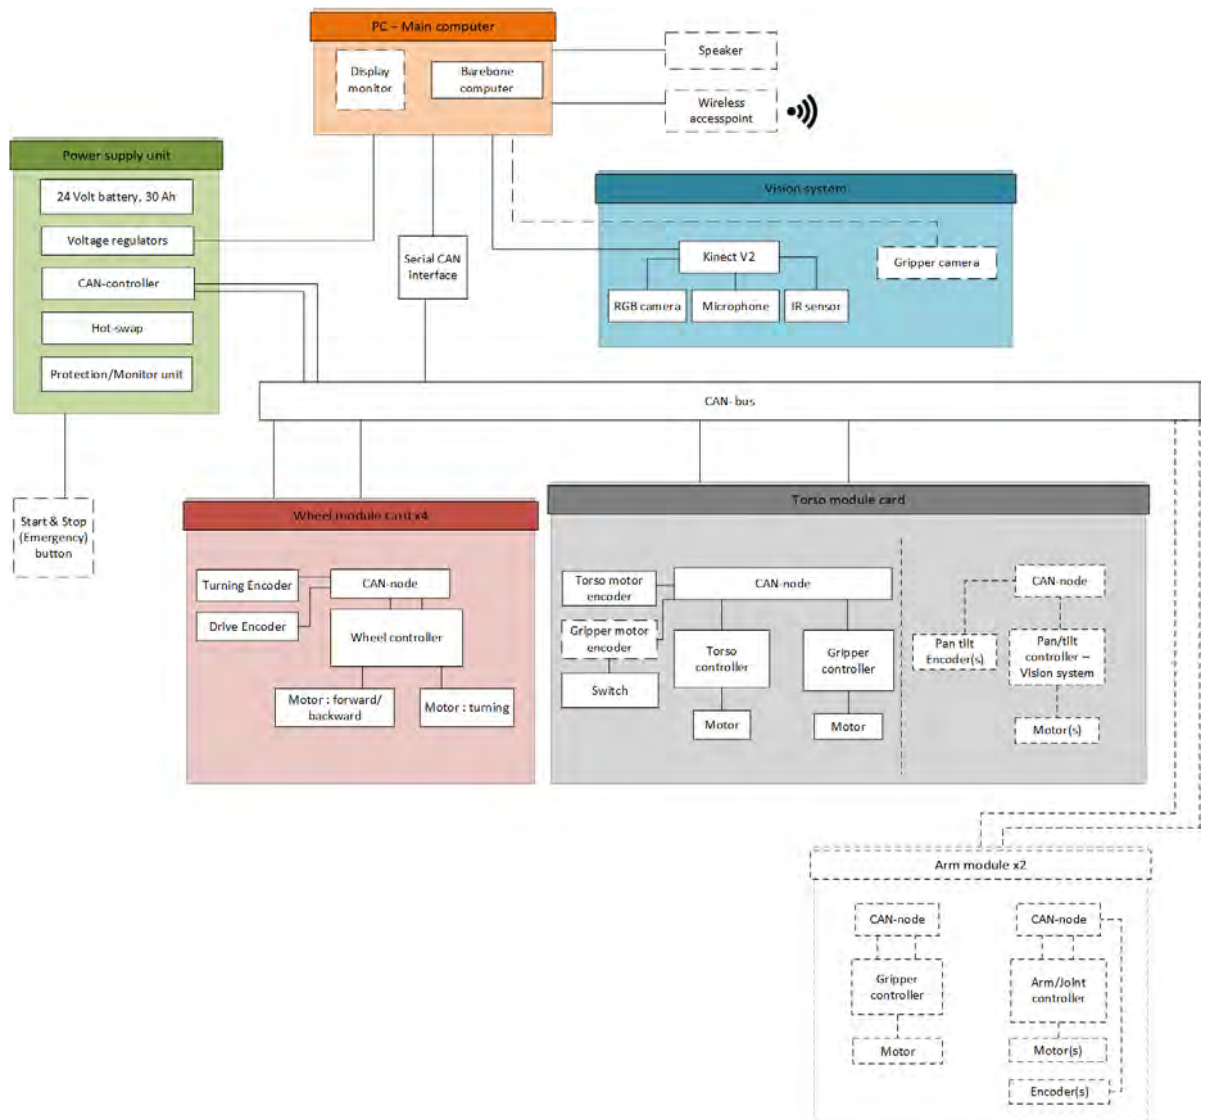 PC – Main computer
Display
monitor
Barebone
computer
Speaker
Wireless
accesspoint
Power supply unit
24 Volt battery, 30 Ah
Voltage regulators
CAN-controller
Hot-swap
Protection/Monitor unit
Serial CAN
interface
Vision system
Kinect V2
Gripper camera
RGB camera
Microphone
IR sensor
CAN- bus
Start & Stop
(Emergency)
button
Wheel module card x4
Turning Encoder
CAN-node
Drive Encoder
Wheel controller
Motor : forward/
backward
Motor : turning
Torso module card
Torso motor
encoder
CAN-node
Gripper motor
encoder
Switch
Torso
controller
Gripper
controller
Motor
Motor
CAN-node
Pan tilt
Encoder(s)
Pan/tilt
controller –
Vision system
Motor(s)
Arm module x2
CAN-node
CAN-node
Gripper
controller
Arm/Joint
controller
Motor
Motor(s)
Encoder(s)